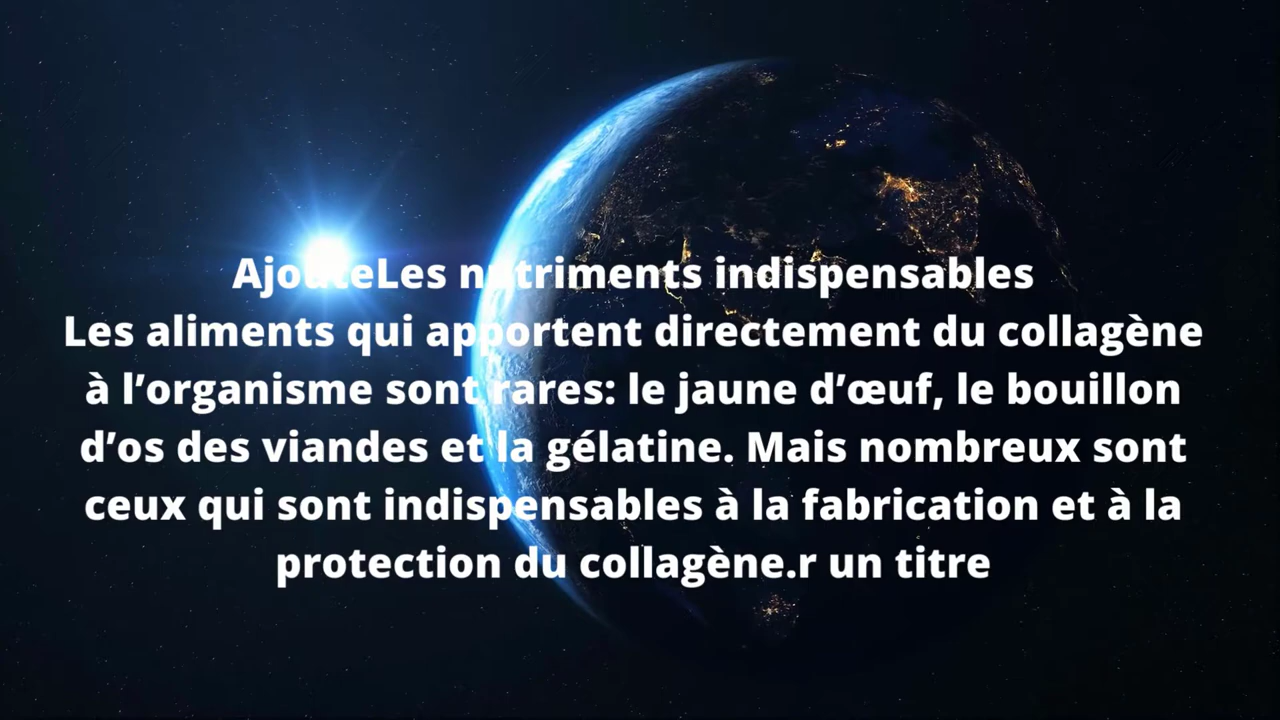 AjouteLes nutriments indispensables
Les aliments qui apportent directement du collagène
à l’organisme sont rares: le jaune d’œuf, le bouillon
d’os des viandes et la gélatine. Mais nombreux sont
ceux qui sont indispensables à la fabrication et à la
protection du collagène.r un titre